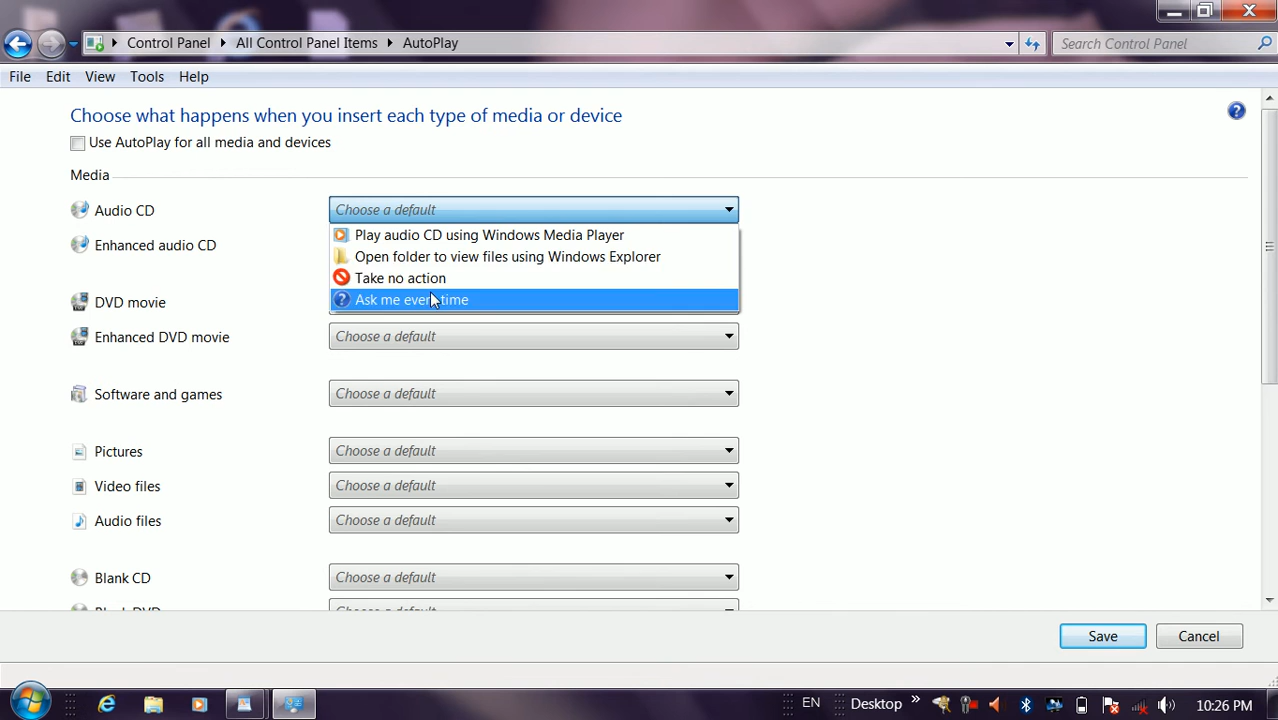 Control Panel All Control Panel Items AutoPlay Search Control Panel
File Edit View Tools Help
Choose what happens when you insert each type of media or device
Use AutoPlay for all media and devices
Media
Audio CD Choose a default
Play audio CD using Windows Media Player
Enhanced audio CD
Open folder to view files using Windows Explorer
Take no action
Ask me every time
DVD movie
Enhanced DVD movie Choose a default
Software and games Choose a default
Pictures Choose a default
Video files Choose a default
Audio files Choose a default
Blank CD Choose a default
Blank DVD Choose a default
Save Cancel
EN Desktop 10:26 PM